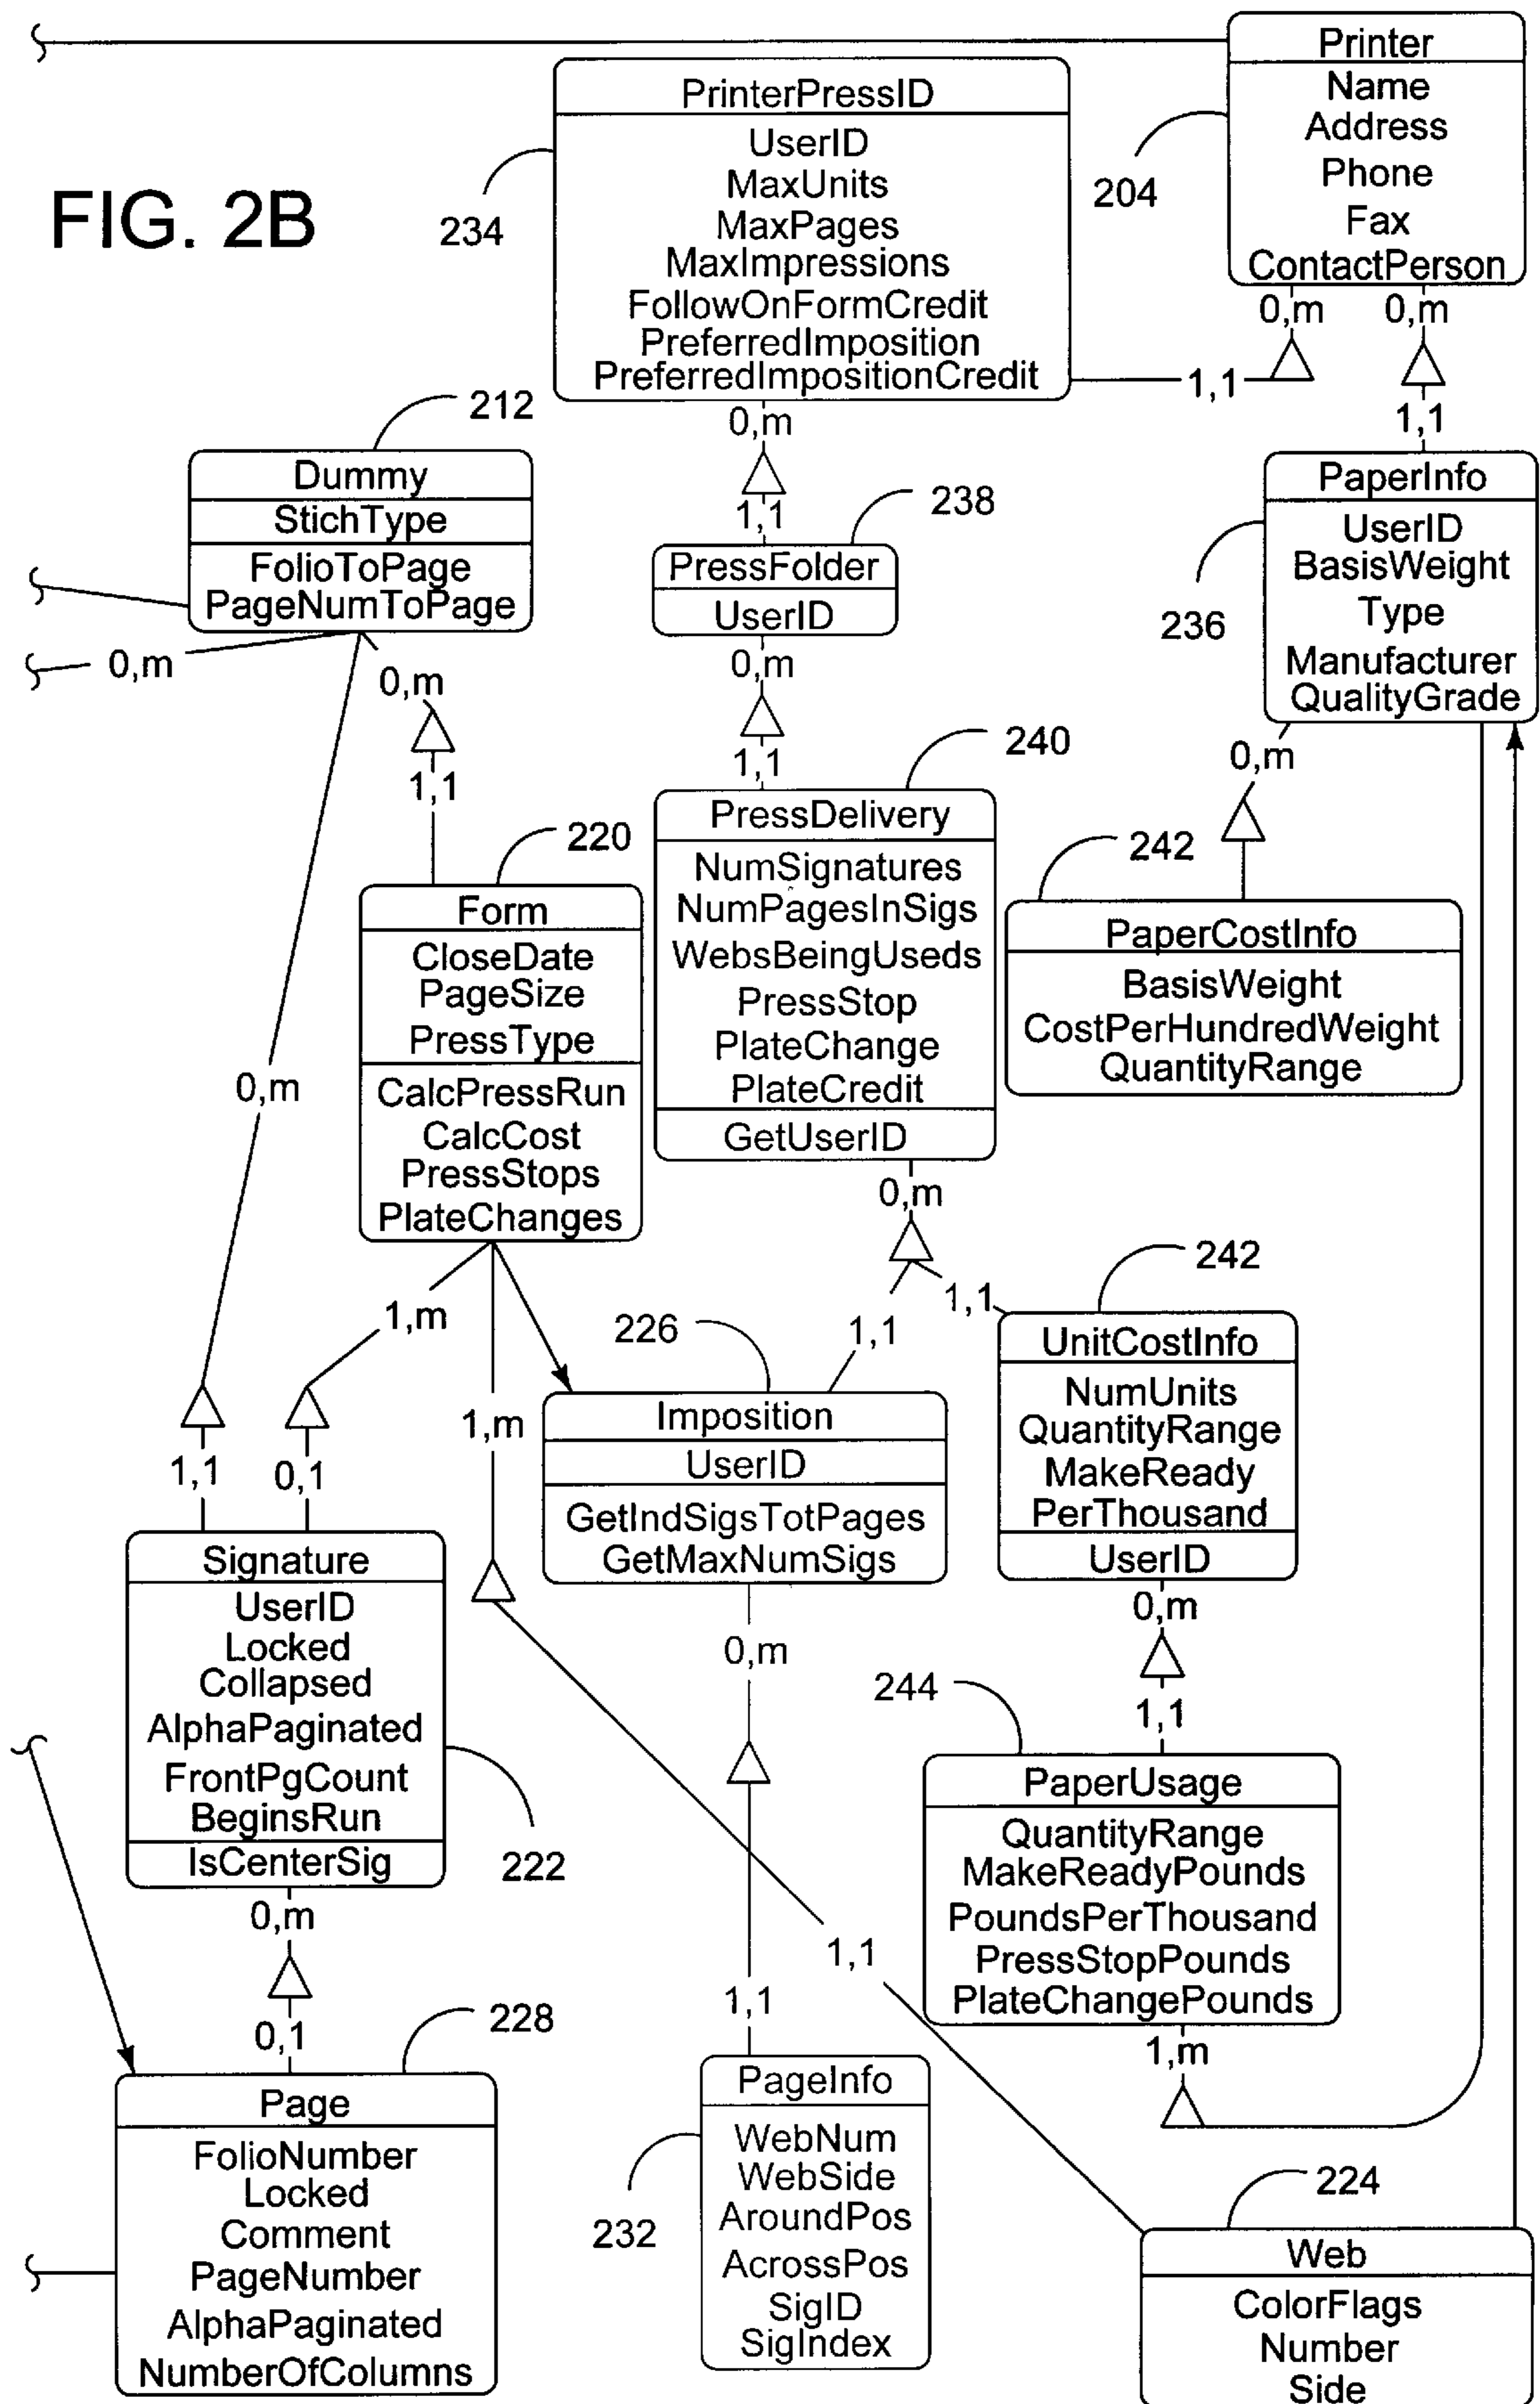 FIG. 2B
Printer
Name
Address
Phone
Fax
ContactPerson
204
0,m
0,m
PrinterPressID
UserID
MaxUnits
MaxPages
MaxImpressions
FollowOnFormCredit
PreferredImposition
PreferredImpositionCredit
234
1,1
0,m
1,1
1,1
212
Dummy
StichType
FolioToPage
PageNumToPage
0,m
0,m
1,1
238
PressFolder
UserID
0,m
1,1
PaperInfo
UserID
BasisWeight
Type
Manufacturer
QualityGrade
236
0,m
240
PressDelivery
NumSignatures
NumPagesInSigs
WebsBeingUseds
PressStop
PlateChange
PlateCredit
GetUserID
0,m
242
PaperCostInfo
BasisWeight
CostPerHundredWeight
QuantityRange
220
Form
CloseDate
PageSize
PressType
CalcPressRun
CalcCost
PressStops
PlateChanges
0,m
1,m
1,m
1,1
0,1
1,1
1,1
226
Imposition
UserID
GetIndSigsTotPages
GetMaxNumSigs
0,m
242
UnitCostInfo
NumUnits
QuantityRange
MakeReady
PerThousand
UserID
0,m
1,1
Signature
UserID
Locked
Collapsed
AlphaPaginated
FrontPgCount
BeginsRun
IsCenterSig
222
0,m
0,1
244
PaperUsage
QuantityRange
MakeReadyPounds
PoundsPerThousand
PressStopPounds
PlateChangePounds
1,m
1,1
1,1
228
Page
FolioNumber
Locked
Comment
PageNumber
AlphaPaginated
NumberOfColumns
PageInfo
WebNum
WebSide
AroundPos
AcrossPos
SigID
SigIndex
232
224
Web
ColorFlags
Number
Side